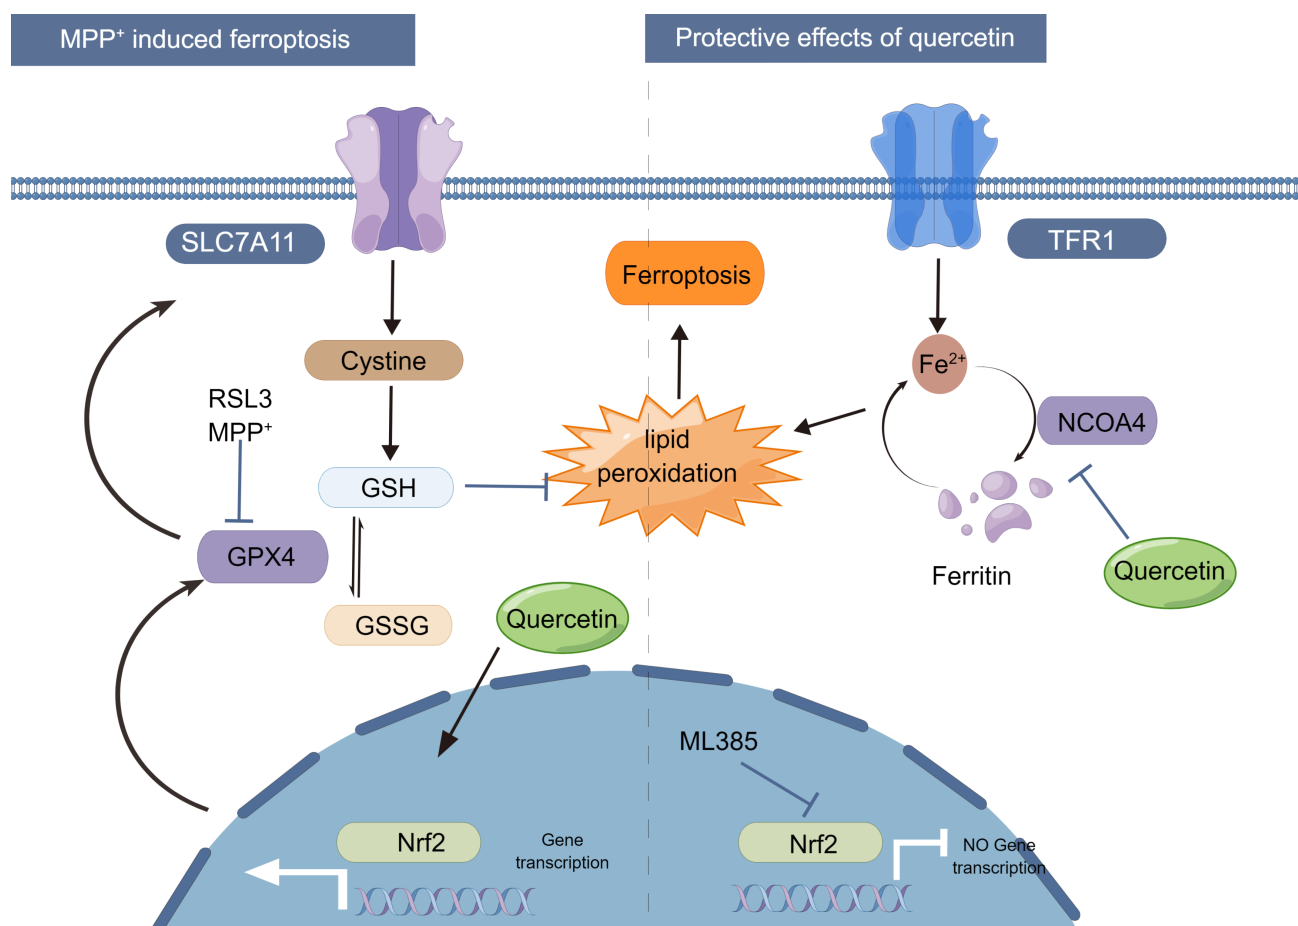 MPP⁺ induced ferroptosis
Protective effects of quercetin
SLC7A11
TFR1
Ferroptosis
Cystine
Fe²⁺
RSL3
MPP⁺
NCOA4
lipid
peroxidation
GSH
GPX4
Ferritin
Quercetin
GSSG
Quercetin
ML385
Nrf2
Gene
transcription
Nrf2
NO Gene
transcription